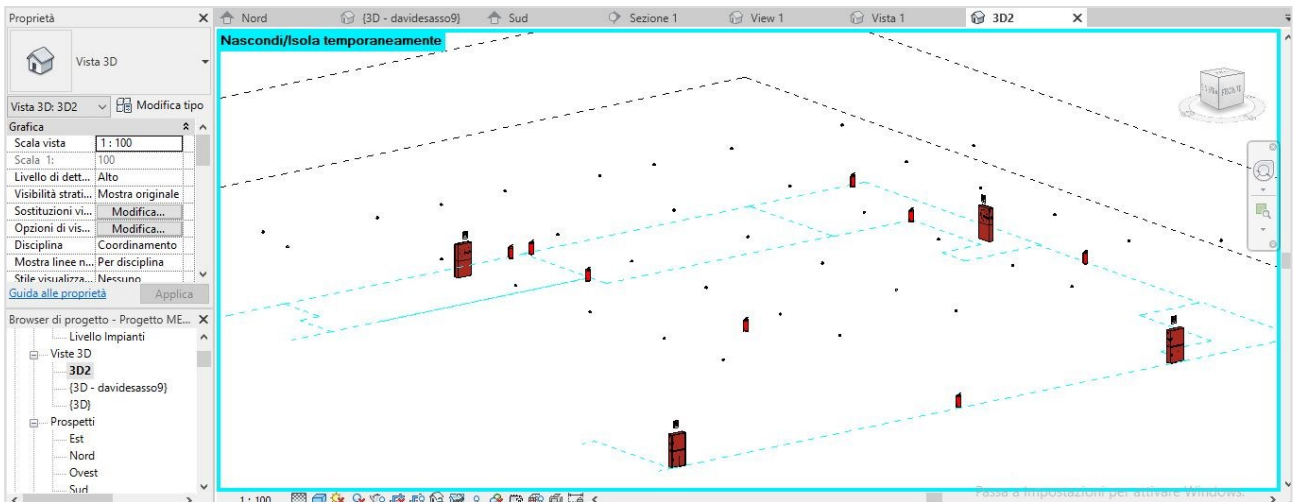 Proprietà
Nord
{3D - davidesasso9}
Sud
Sezione 1
View 1
Vista 1
3D2
Nascondi/Isola temporaneamente
Vista 3D
Vista 3D: 3D2
Modifica tipo
Grafica
Scala vista
1 : 100
Scala 1:
100
Livello di dett...
Alto
Visibilità strati...
Mostra originale
Sostituzioni vi...
Modifica...
Opzioni di vis...
Modifica...
Disciplina
Coordinamento
Mostra linee n...
Per disciplina
Stile visualizza...
Nessuno
Guida alle proprietà
Applica
Browser di progetto - Progetto ME...
Livello Impianti
Viste 3D
3D2
{3D - davidesasso9}
{3D}
Prospetti
Est
Nord
Ovest
Sud
1 : 100
Passa a Impostazioni per attivare Windows.